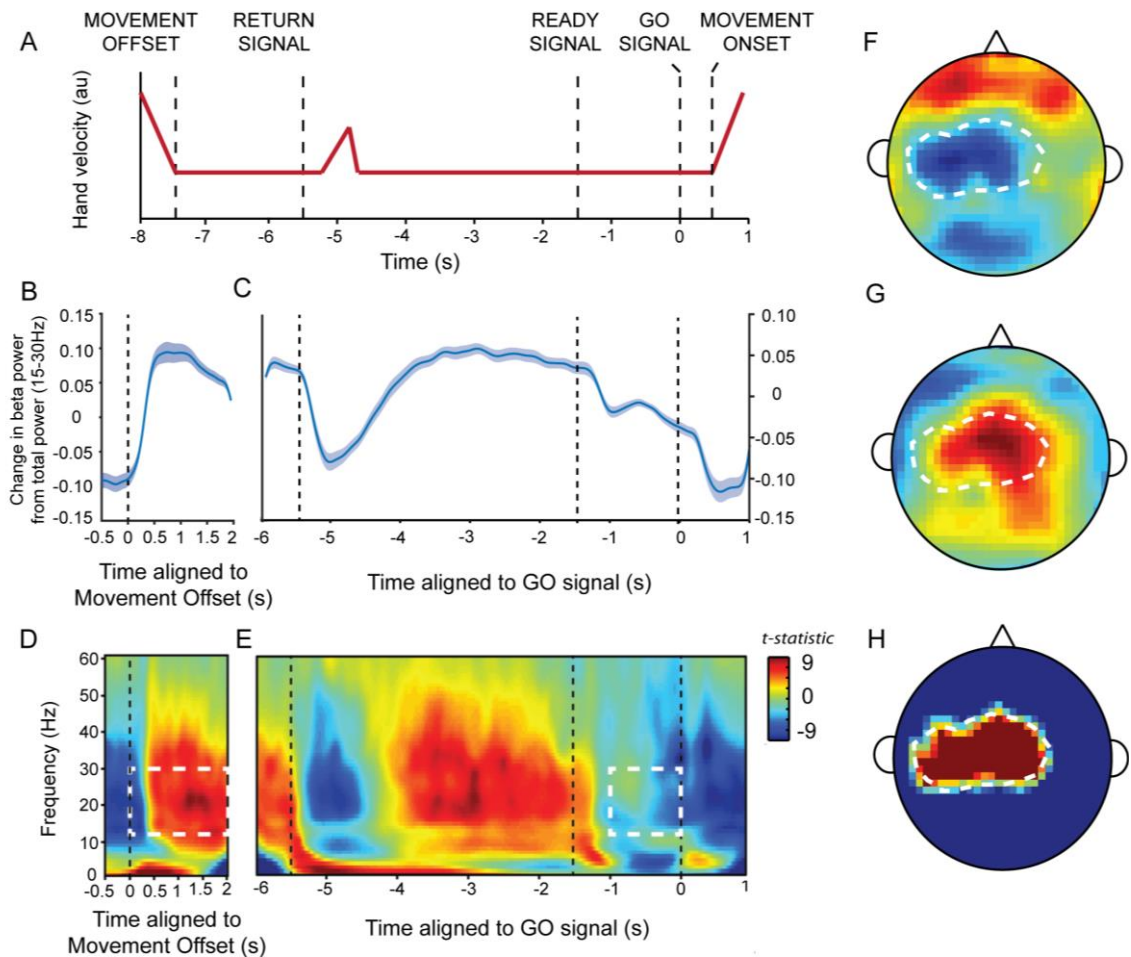 A
MOVEMENT OFFSET
RETURN SIGNAL
READY SIGNAL
GO SIGNAL
MOVEMENT ONSET
Hand velocity (au)
-8 -7 -6 -5 -4 -3 -2 -1 0 1
Time (s)
B
Change in beta power
from total power (15-30Hz)
0.15
0.10
0.05
0
-0.05
-0.10
-0.15
-0.5 0 0.5 1 1.5 2
Time aligned to
Movement Offset (s)
C
0.10
0.05
0
-0.05
-0.10
-0.15
-6 -5 -4 -3 -2 -1 0 1
Time aligned to GO signal (s)
D
Frequency (Hz)
60
50
40
30
20
10
0
-0.5 0 0.5 1 1.5 2
Time aligned to
Movement Offset (s)
E
-6 -5 -4 -3 -2 -1 0 1
Time aligned to GO signal (s)
t-statistic
9
0
-9
F
G
H